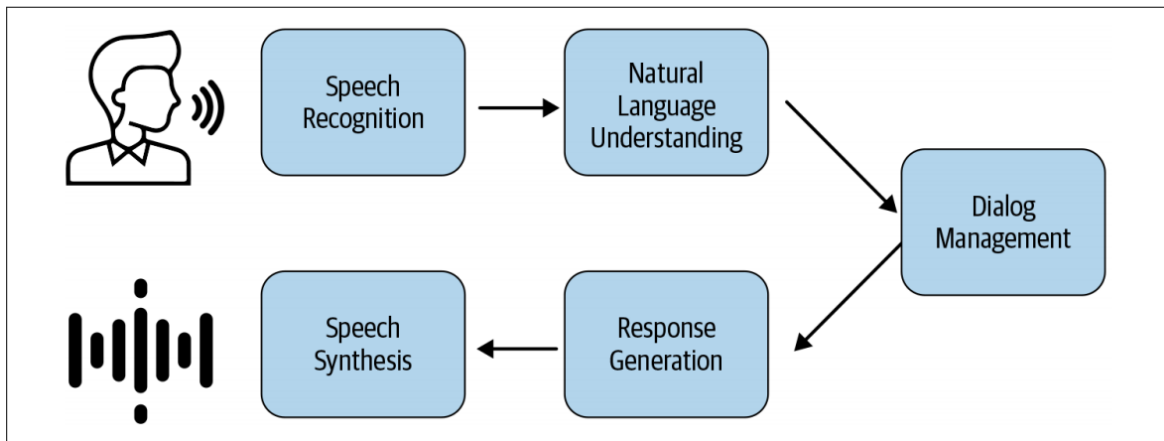 Speech
Recognition
Natural
Language
Understanding
Dialog
Management
Response
Generation
Speech
Synthesis